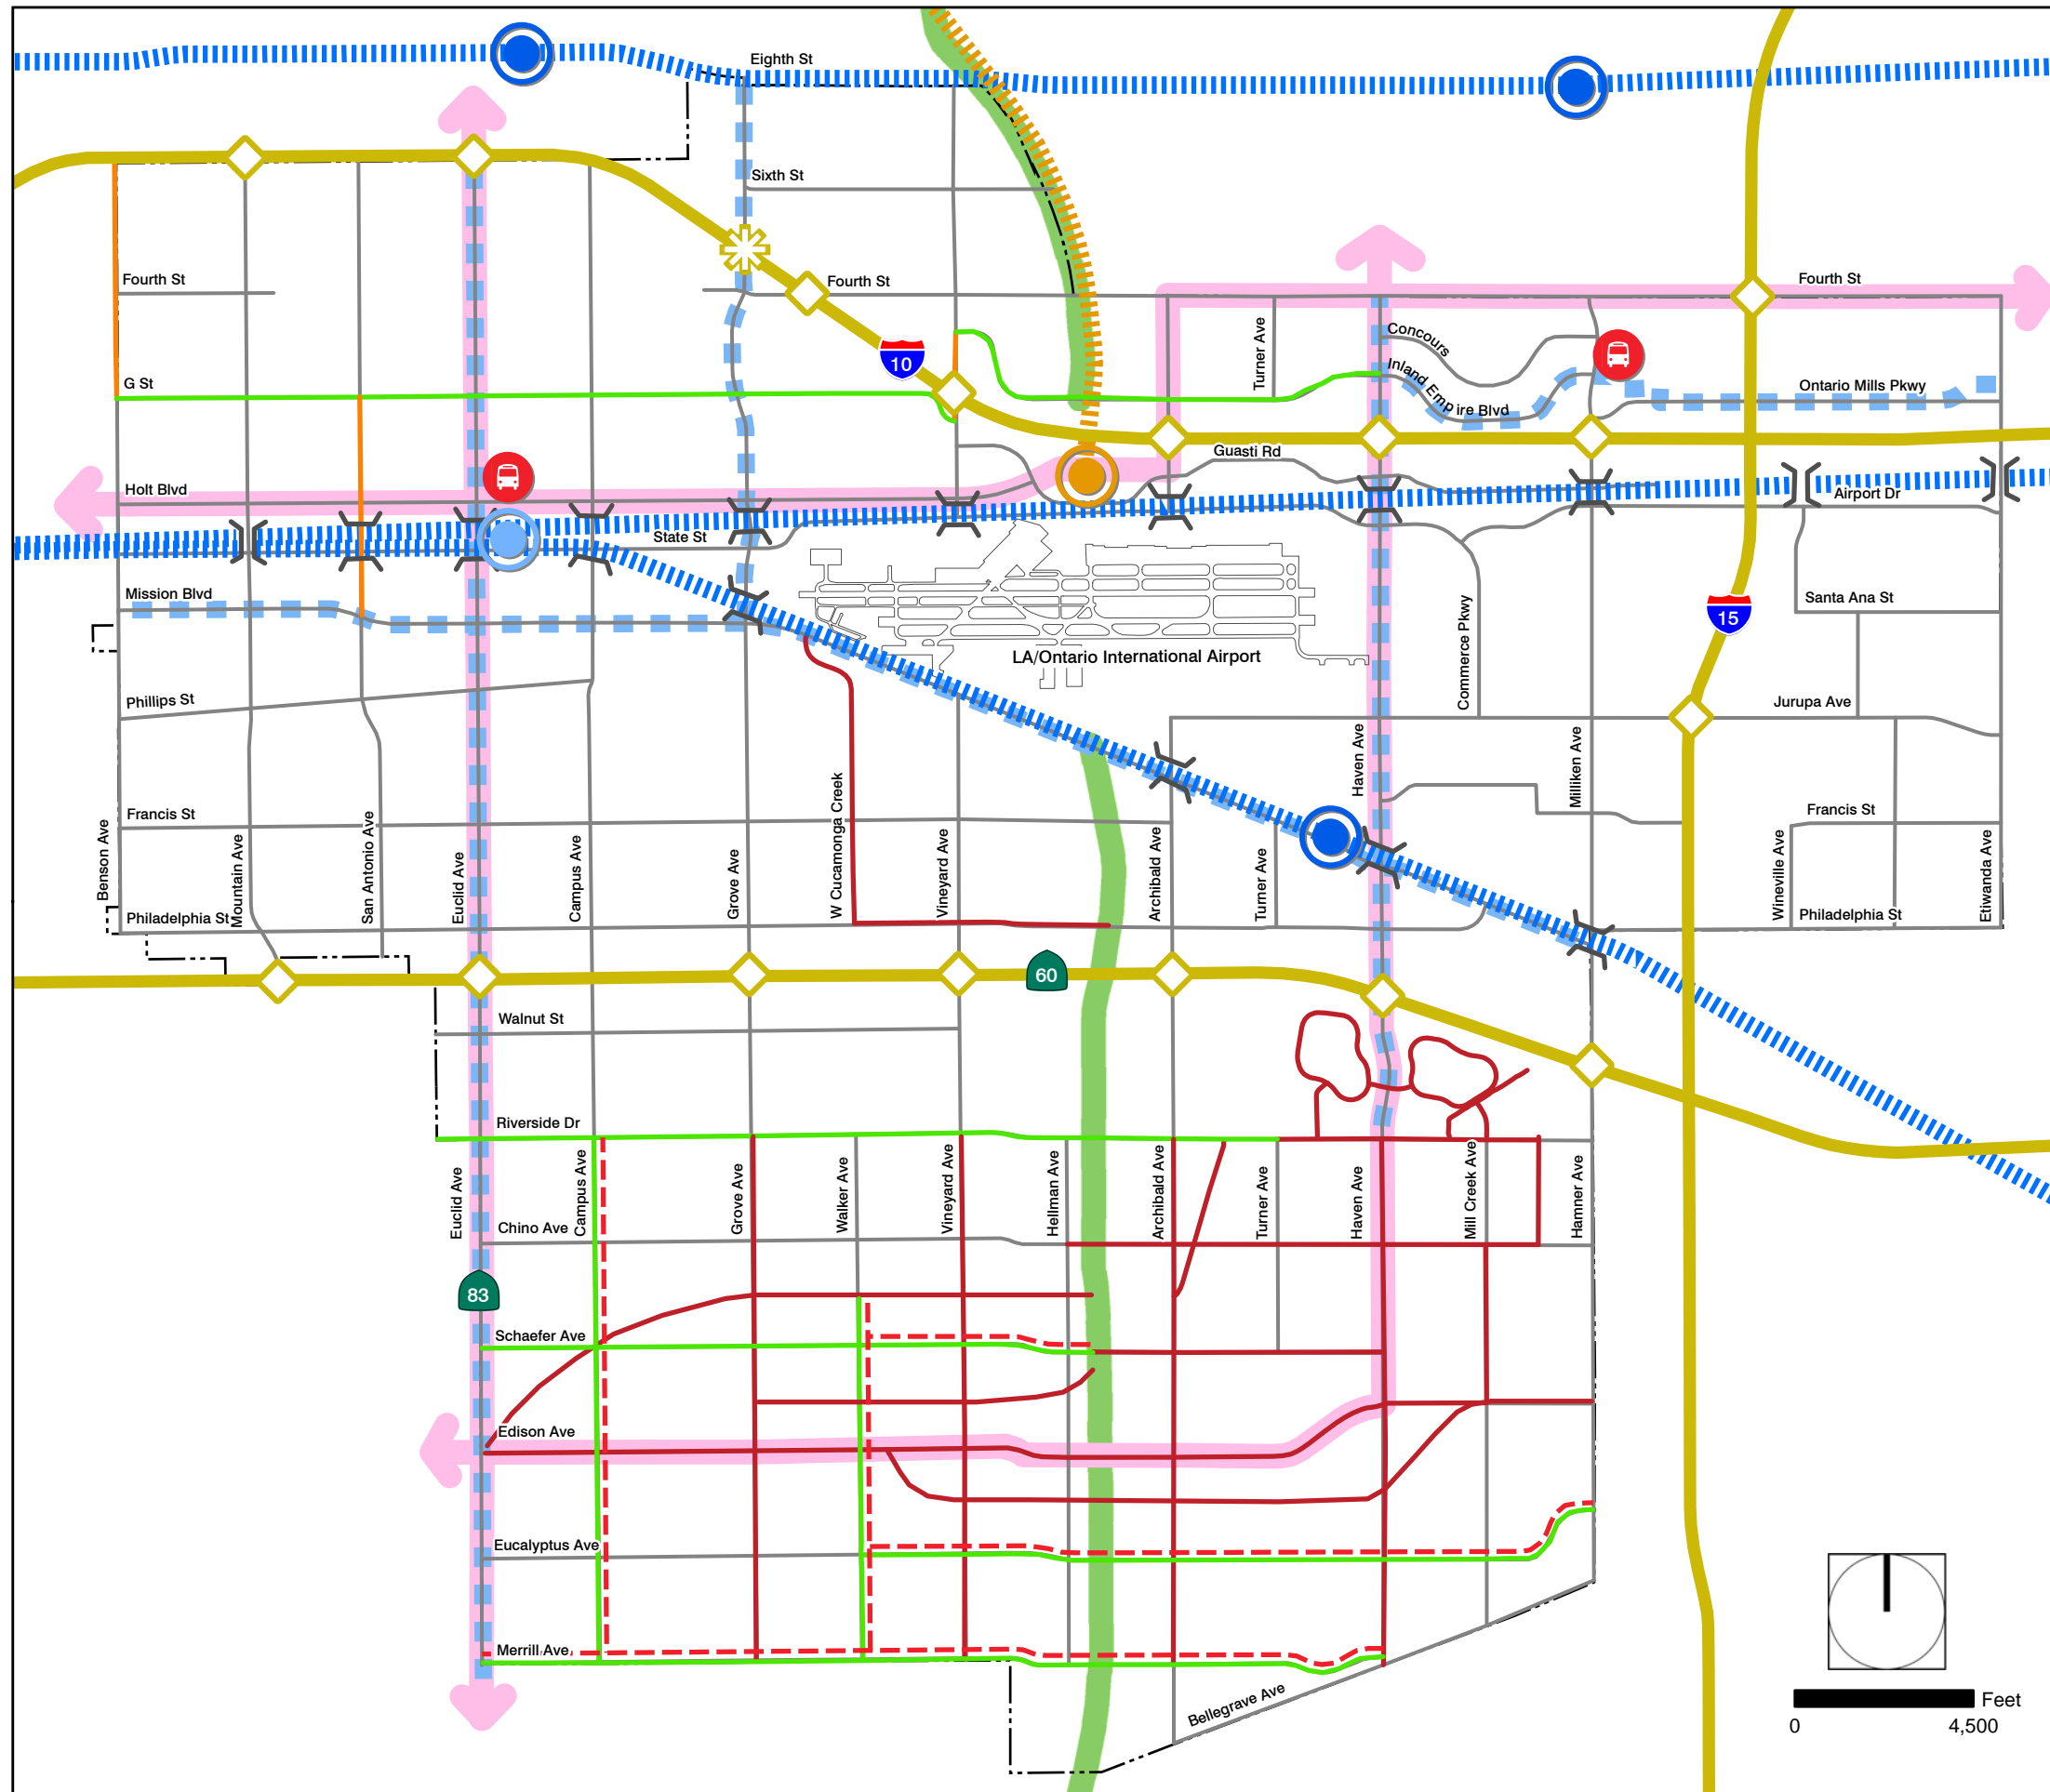 Eighth St
Sixth St
Fourth St
Fourth St
Fourth St
Turner Ave
Concours
10
G St
Inland Empire Blvd
Ontario Mills Pkwy
Guasti Rd
Holt Blvd
Airport Dr
State St
Mission Blvd
Santa Ana St
15
LA/Ontario International Airport
Commerce Pkwy
Phillips St
Jurupa Ave
Haven Ave
Milliken Ave
Francis St
Francis St
Benson Ave
Mountain Ave
San Antonio Ave
Euclid Ave
Campus Ave
Grove Ave
W Cucamonga Creek
Vineyard Ave
Archibald Ave
Turner Ave
Wineville Ave
Etiwanda Ave
Philadelphia St
Philadelphia St
60
Walnut St
Riverside Dr
Euclid Ave
Campus Ave
Grove Ave
Walker Ave
Vineyard Ave
Hellman Ave
Archibald Ave
Turner Ave
Haven Ave
Mill Creek Ave
Hamner Ave
Chino Ave
83
Schaefer Ave
Edison Ave
Eucalyptus Ave
Merrill Ave
Bellegrave Ave
Feet
0 4,500